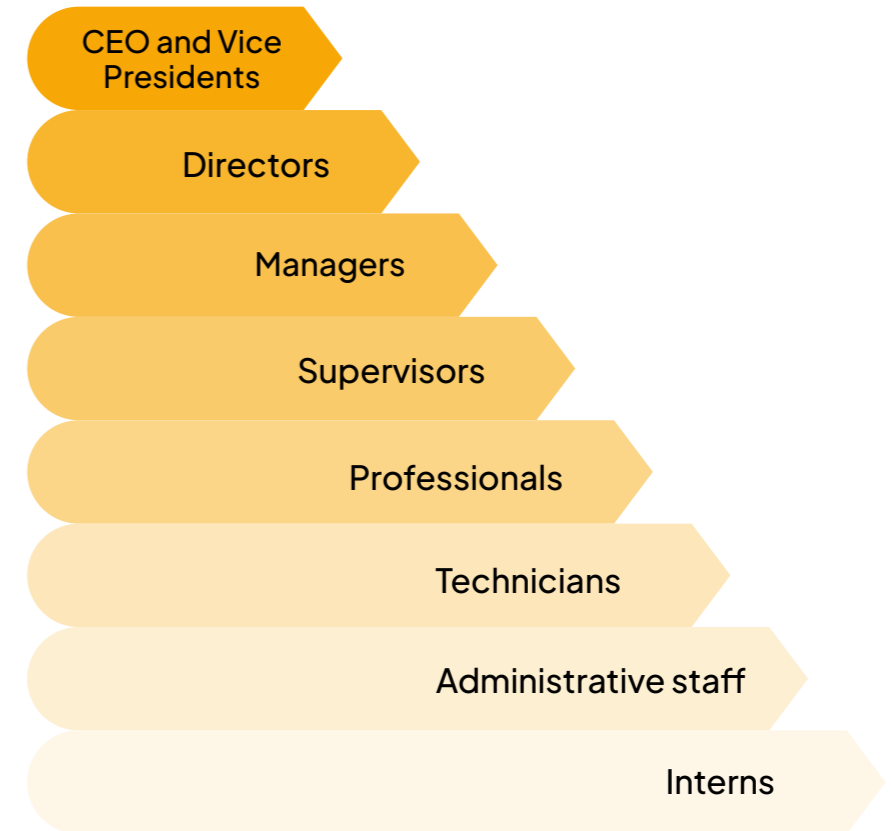 CEO and Vice
Presidents
Directors
Managers
Supervisors
Professionals
Technicians
Administrative staff
Interns